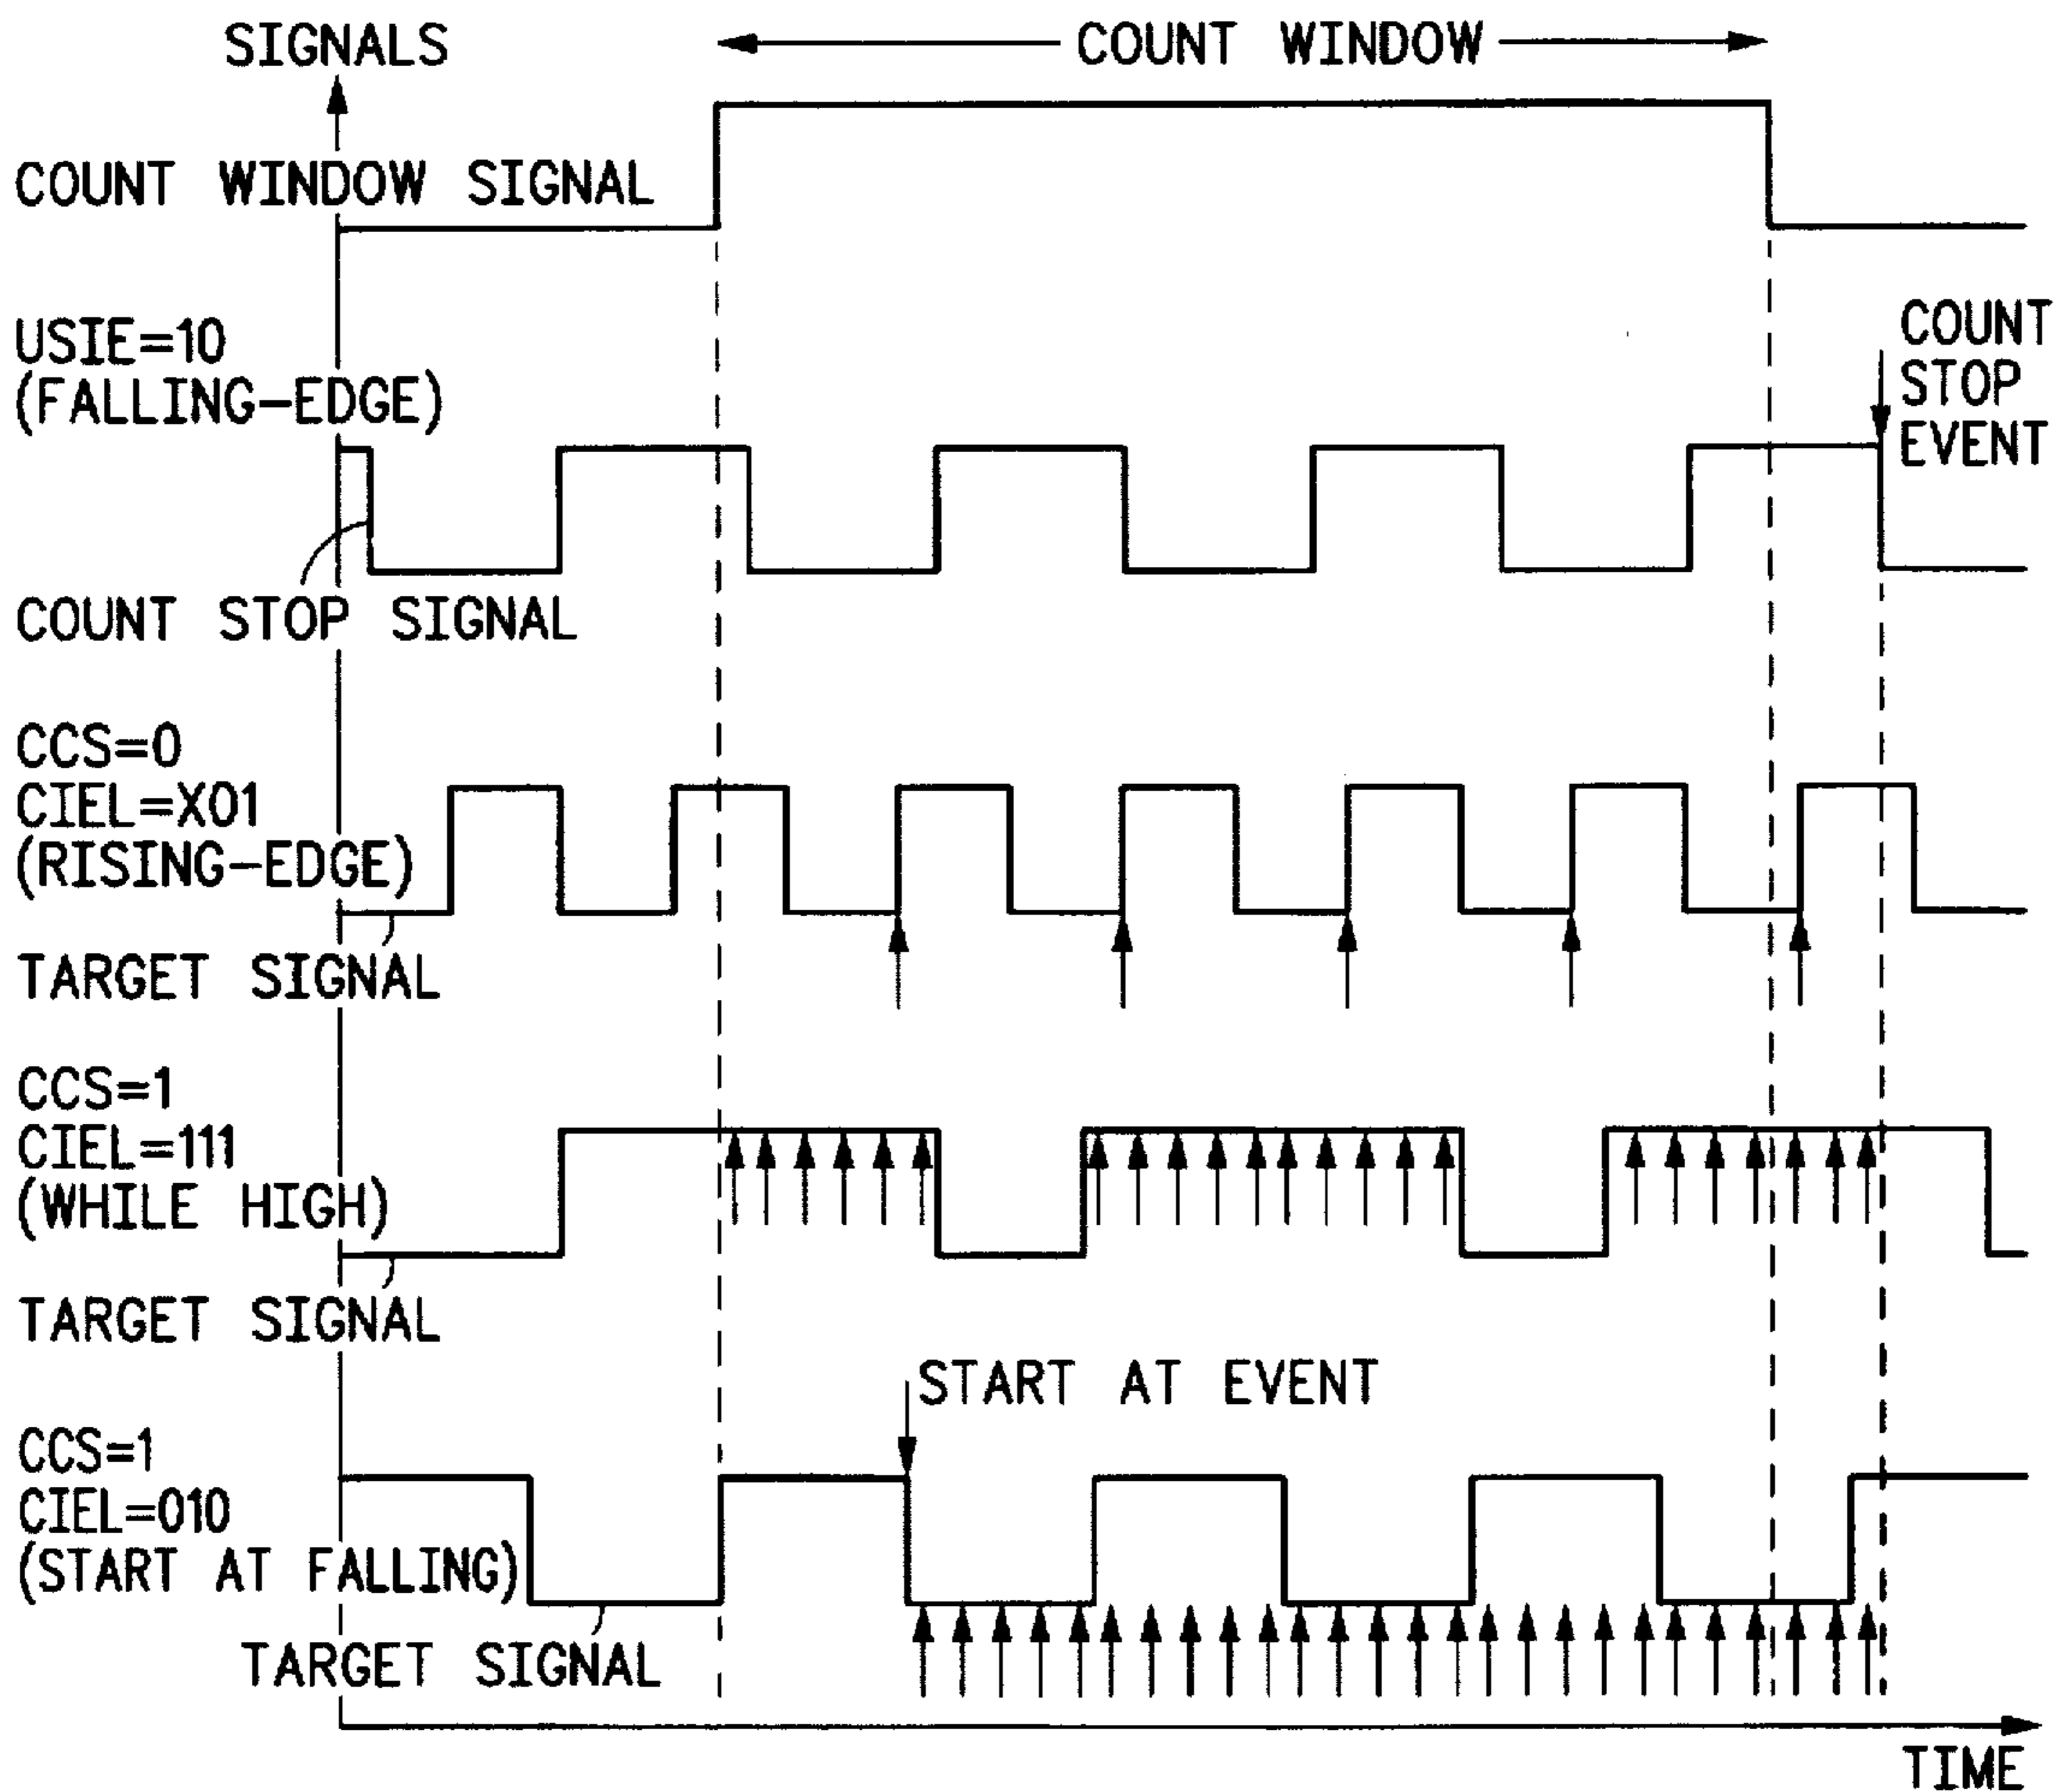 SIGNALS
COUNT WINDOW
COUNT WINDOW SIGNAL
USIE=10
(FALLING-EDGE)
COUNT
STOP
EVENT
COUNT STOP SIGNAL
CCS=0
CIEL=X01
(RISING-EDGE)
TARGET SIGNAL
CCS=1
CIEL=111
(WHILE HIGH)
TARGET SIGNAL
START AT EVENT
CCS=1
CIEL=010
(START AT FALLING)
TARGET SIGNAL
TIME